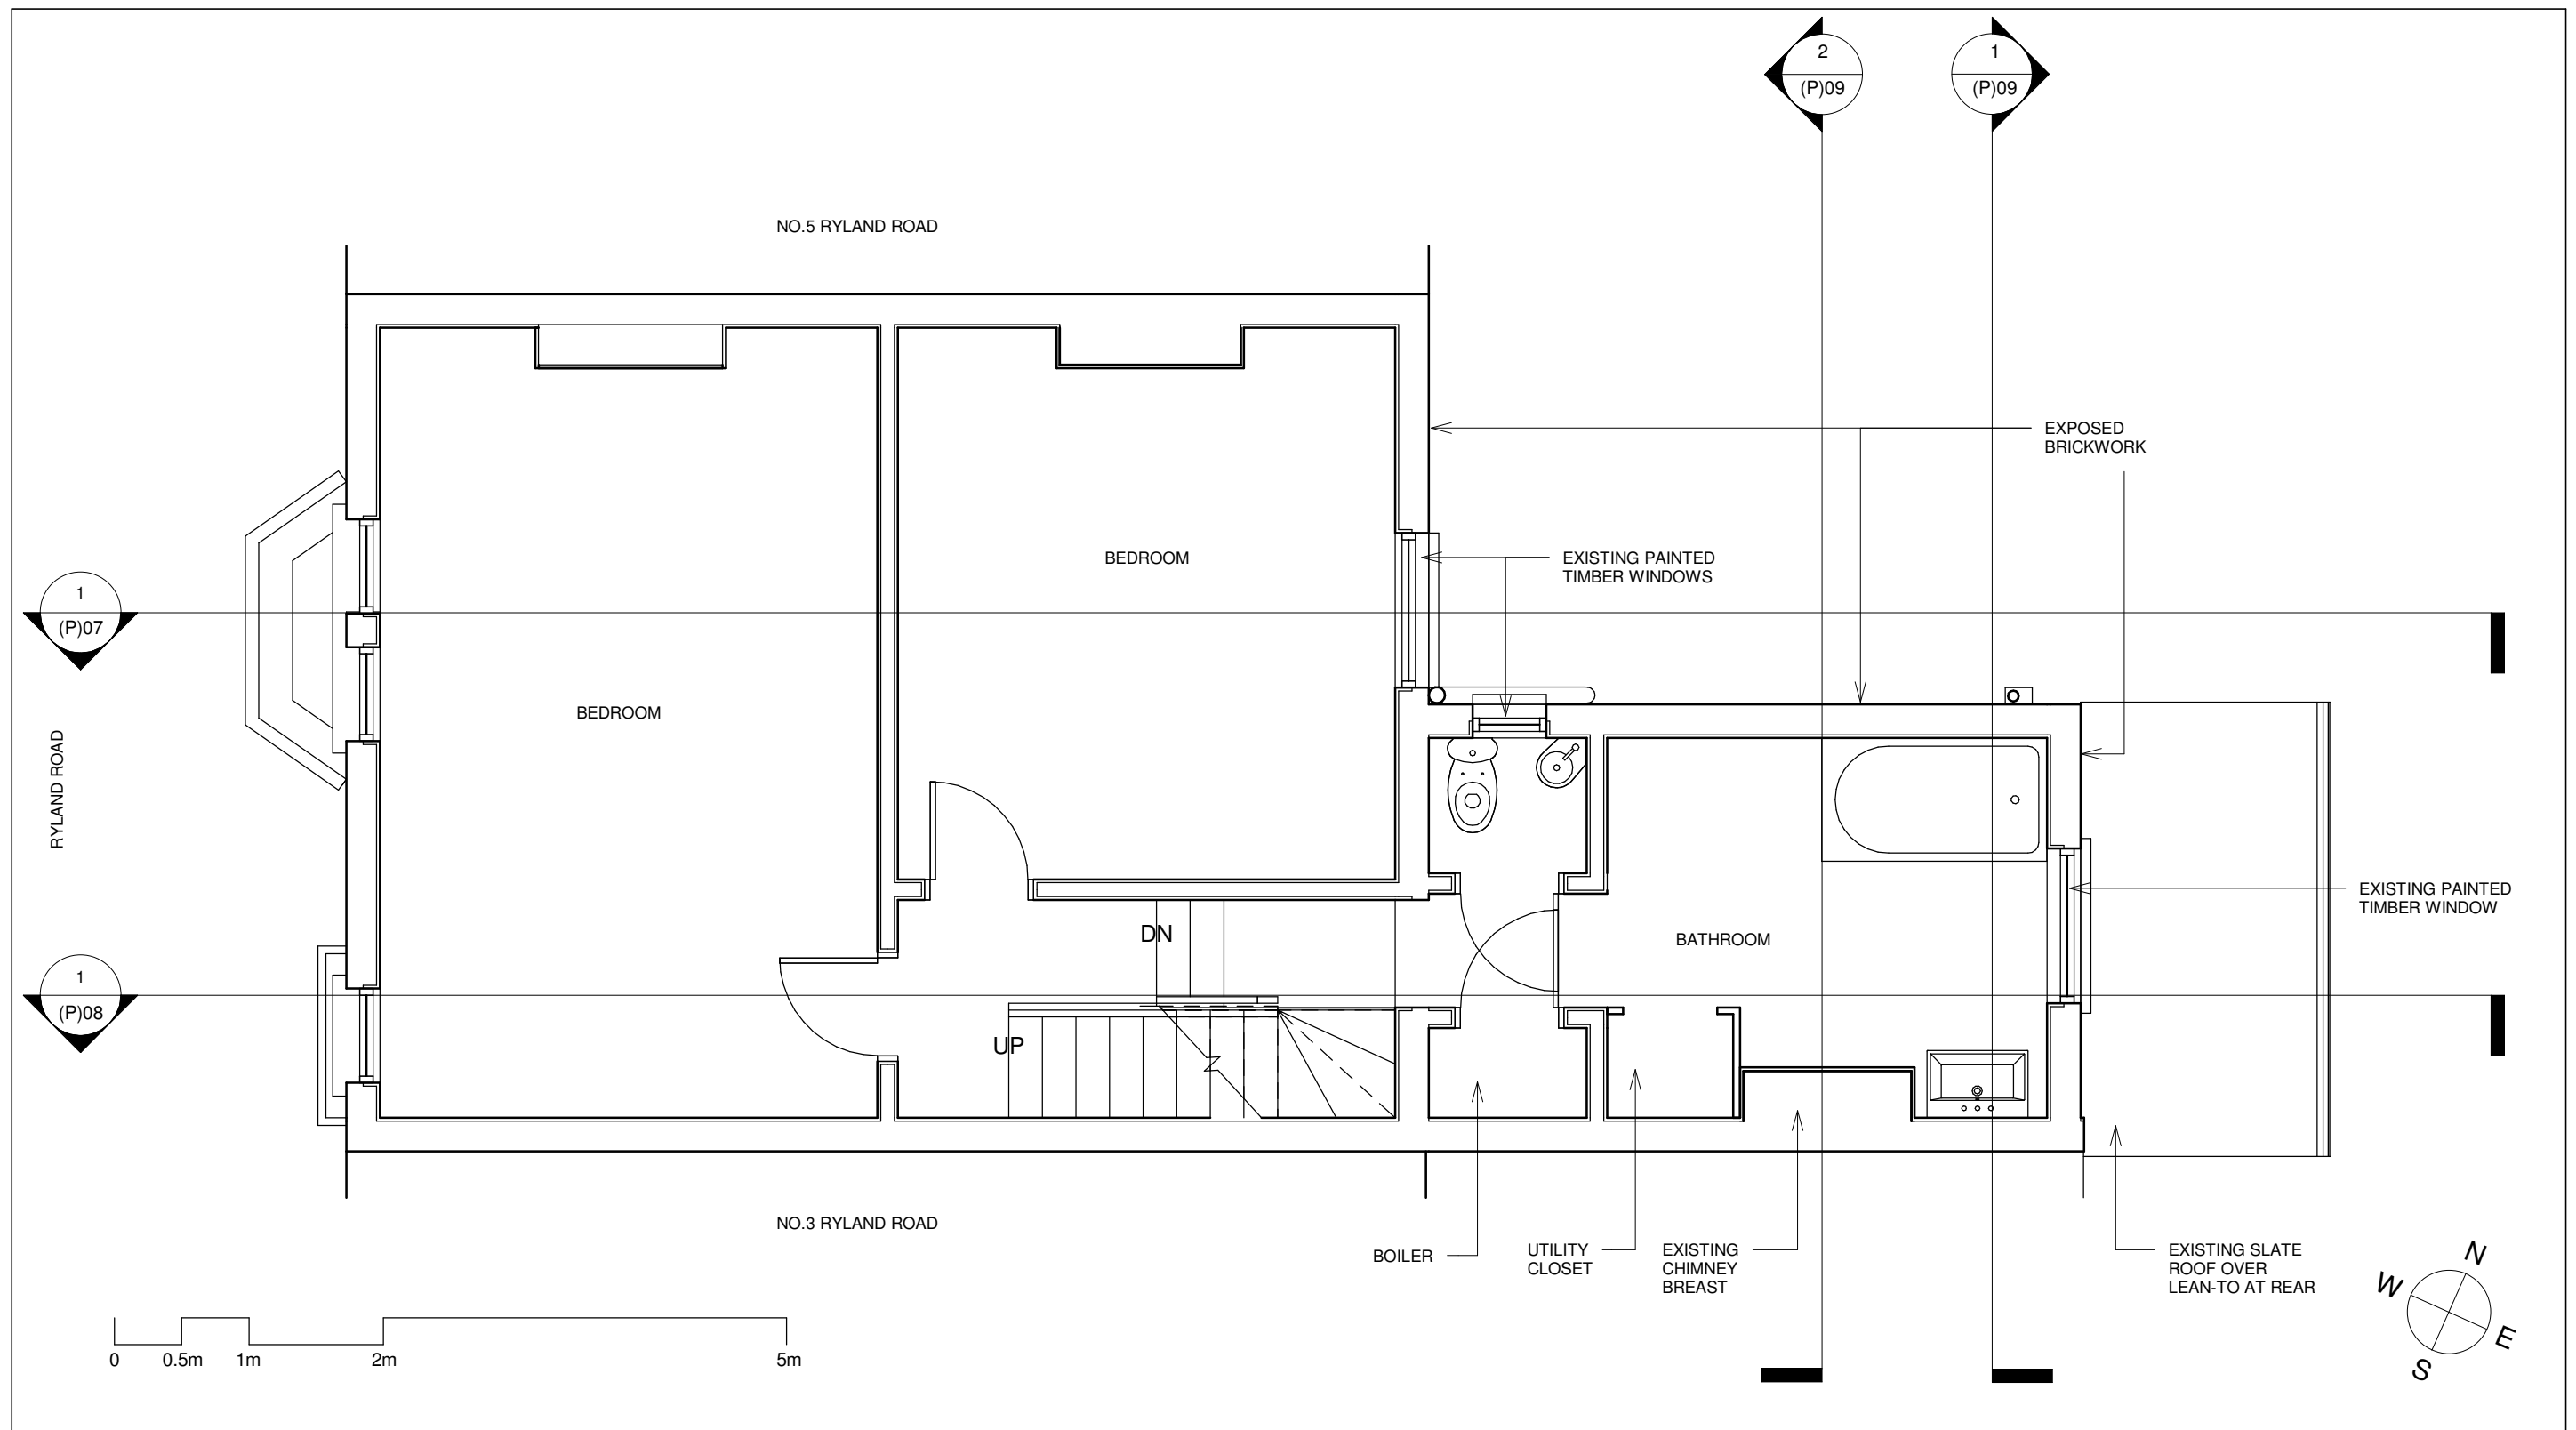 2
(P)09
1
(P)09
NO.5 RYLAND ROAD
EXPOSED
BRICKWORK
BEDROOM
EXISTING PAINTED
TIMBER WINDOWS
1
(P)07
BEDROOM
RYLAND ROAD
EXISTING PAINTED
TIMBER WINDOW
DN
BATHROOM
1
(P)08
UP
NO.3 RYLAND ROAD
BOILER
UTILITY
CLOSET
EXISTING
CHIMNEY
BREAST
EXISTING SLATE
ROOF OVER
LEAN-TO AT REAR
N
W
E
S
0 0.5m 1m 2m 5m